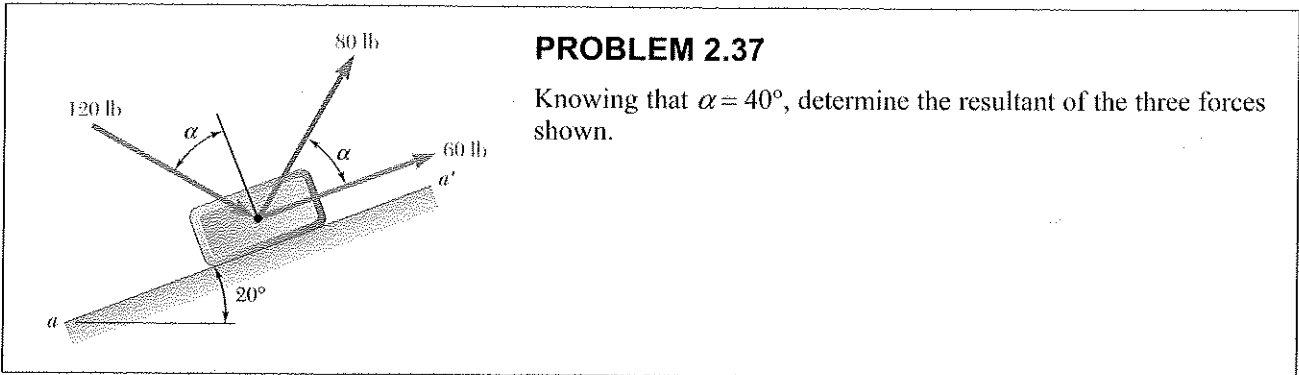 PROBLEM 2.37
Knowing that α = 40°, determine the resultant of the three forces
shown.
80 lb
120 lb
α
α
60 lb
a'
20°
a